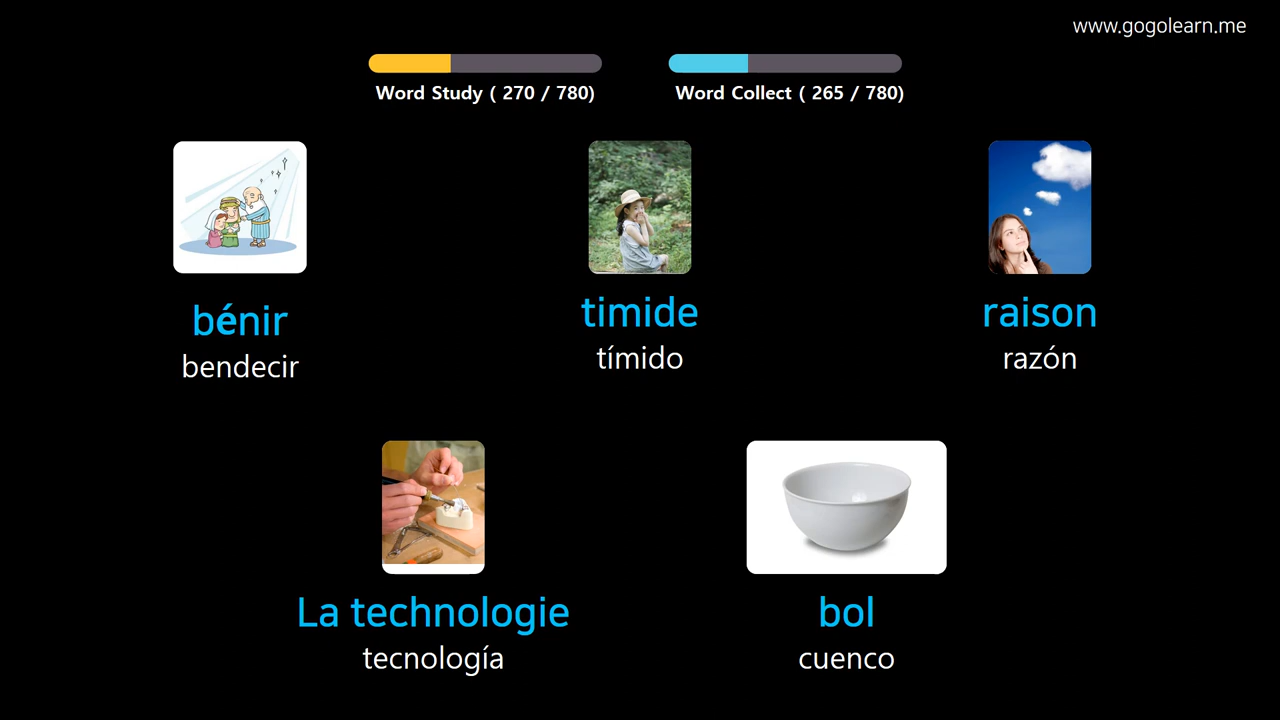 www.gogolearn.me
Word Study ( 270 / 780)
Word Collect ( 265 / 780)
bénir
bendecir
timide
tímido
raison
razón
La technologie
tecnología
bol
cuenco